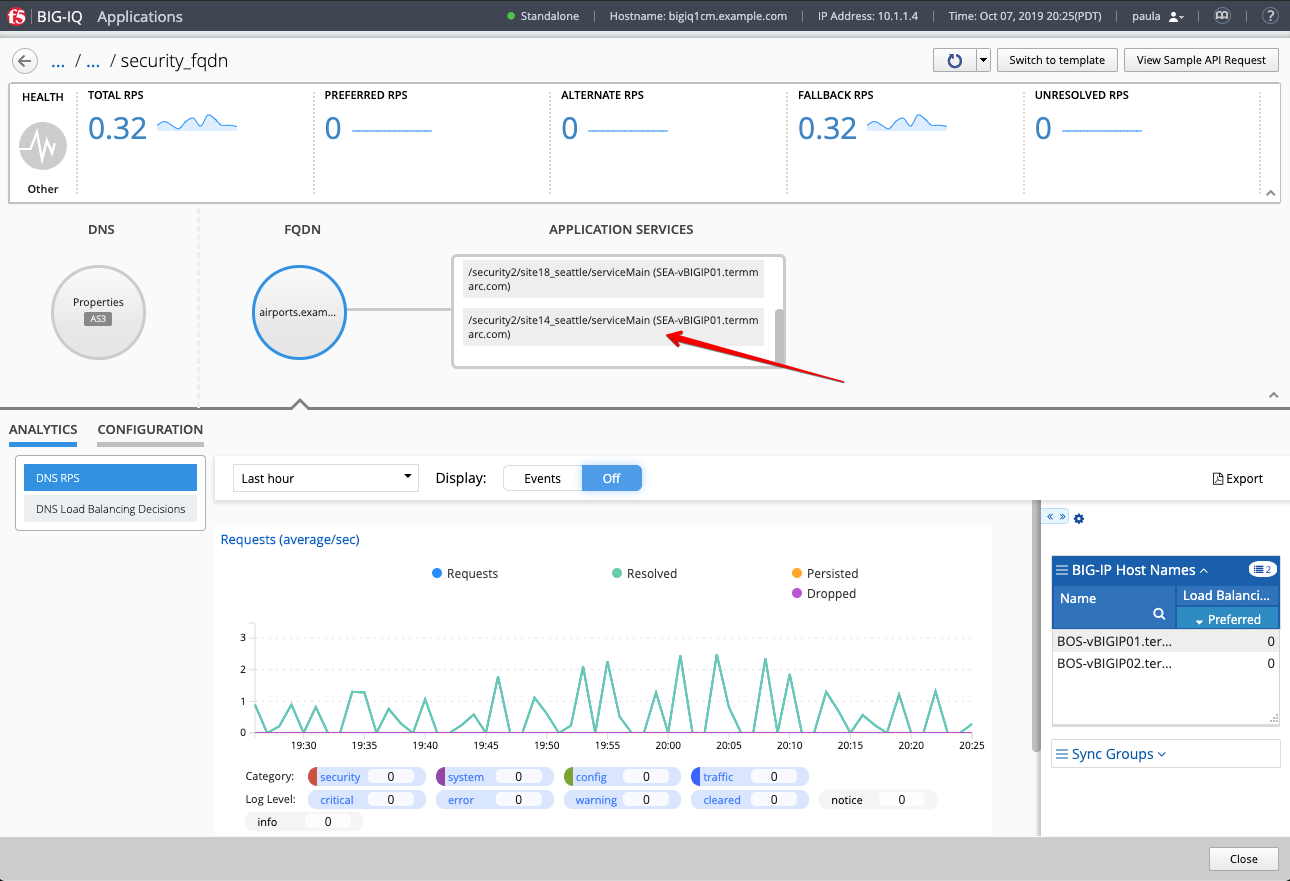 f5 BIG-IQ Applications Standalone Hostname: bigiq1cm.example.com IP Address: 10.1.1.4 Time: Oct 07, 2019 20:25(PDT) paula ?
... / ... / security_fqdn Switch to template View Sample API Request
HEALTH TOTAL RPS PREFERRED RPS ALTERNATE RPS FALLBACK RPS UNRESOLVED RPS
0.32 0 0 0.32 0
Other
DNS FQDN APPLICATION SERVICES
Properties
AS3
airports.exam...
/security2/site18_seattle/serviceMain (SEA-vBIGIP01.termm
arc.com)
/security2/site14_seattle/serviceMain (SEA-vBIGIP01.termm
arc.com)
ANALYTICS CONFIGURATION
DNS RPS
DNS Load Balancing Decisions
Last hour Display: Events Off Export
Requests (average/sec)
Requests Resolved Persisted
Dropped
3
2
1
0
19:30 19:35 19:40 19:45 19:50 19:55 20:00 20:05 20:10 20:15 20:20 20:25
Category: security 0 system 0 config 0 traffic 0
Log Level: critical 0 error 0 warning 0 cleared 0 notice 0
info 0
« »
BIG-IP Host Names 2
Name Load Balanci...
Preferred
BOS-vBIGIP01.ter... 0
BOS-vBIGIP02.ter... 0
Sync Groups
Close